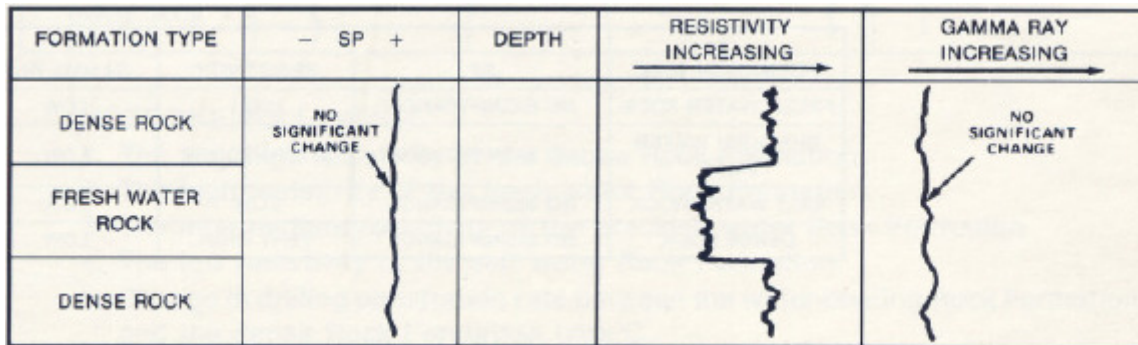 FORMATION TYPE
− SP +
DEPTH
RESISTIVITY
INCREASING
GAMMA RAY
INCREASING
DENSE ROCK
NO
SIGNIFICANT
CHANGE
NO
SIGNIFICANT
CHANGE
FRESH WATER
ROCK
DENSE ROCK